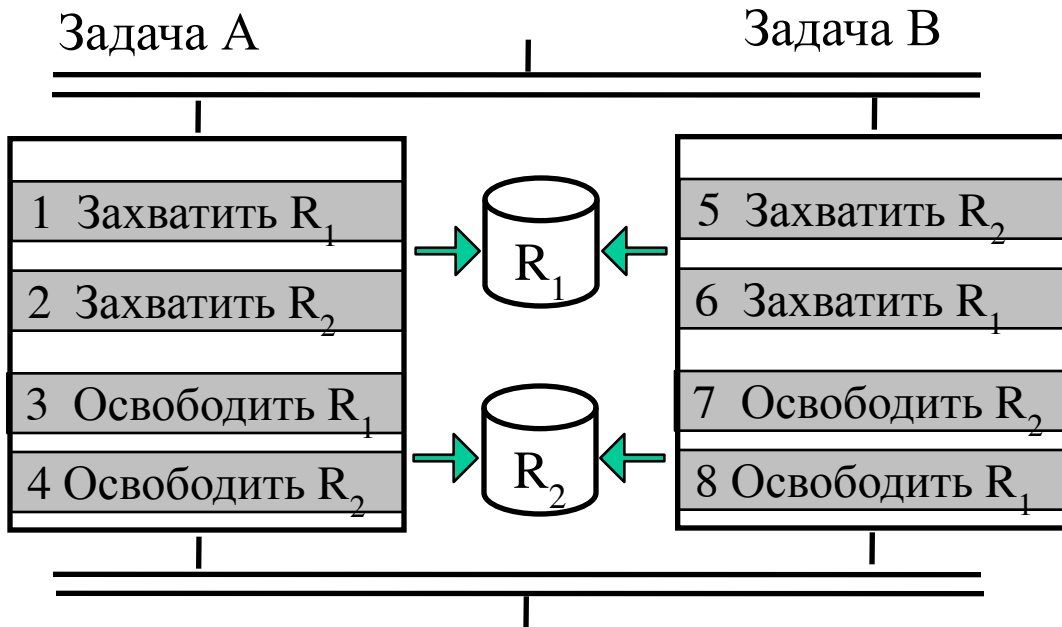 Задача А
Задача В
1 Захватить R1
2 Захватить R2
3 Освободить R1
4 Освободить R2
R1
R2
5 Захватить R2
6 Захватить R1
7 Освободить R2
8 Освободить R1